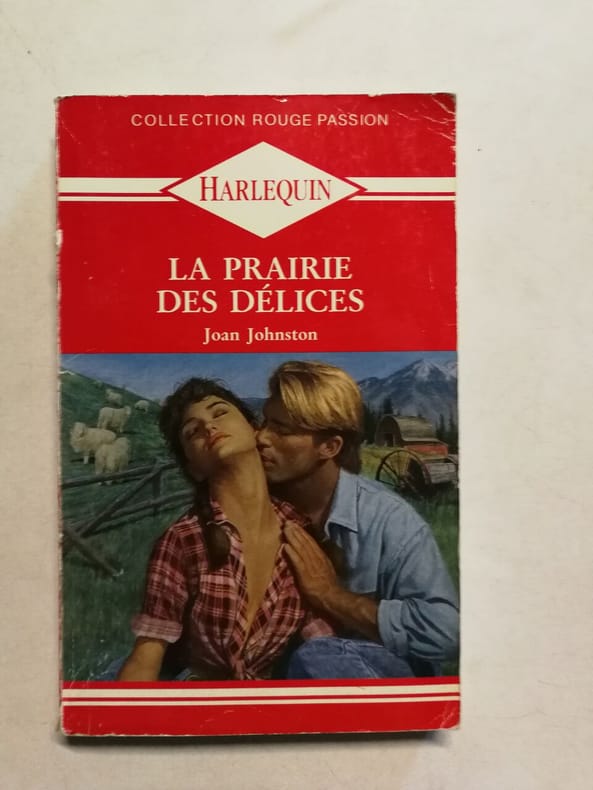 COLLECTION ROUGE PASSION
HARLEQUIN
LA PRAIRIE
DES DÉLICES
Joan Johnston